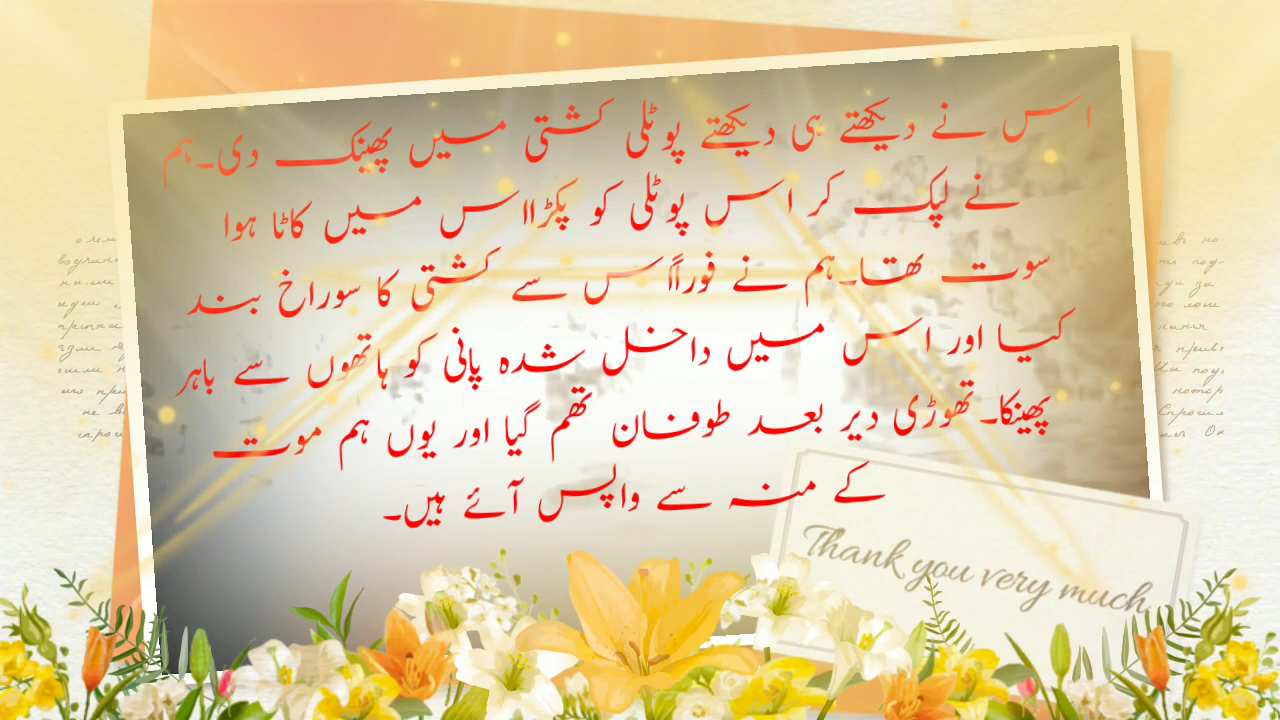 اس نے دیکھتے ہی دیکھتے پوٹلی کشتی میں پھینک دی۔ہم
نے لپک کر اس پوٹلی کو پکڑااس میں کاٹا ہوا
سوت تھا۔ہم نے فوراًاس سے کشتی کا سوراخ بند
کیا اور اس میں داخل شدہ پانی کو ہاتھوں سے باہر
پھینکا۔تھوڑی دیر بعد طوفان تھم گیا اور یوں ہم موت
کے منہ سے واپس آئے ہیں۔
Thank you very much